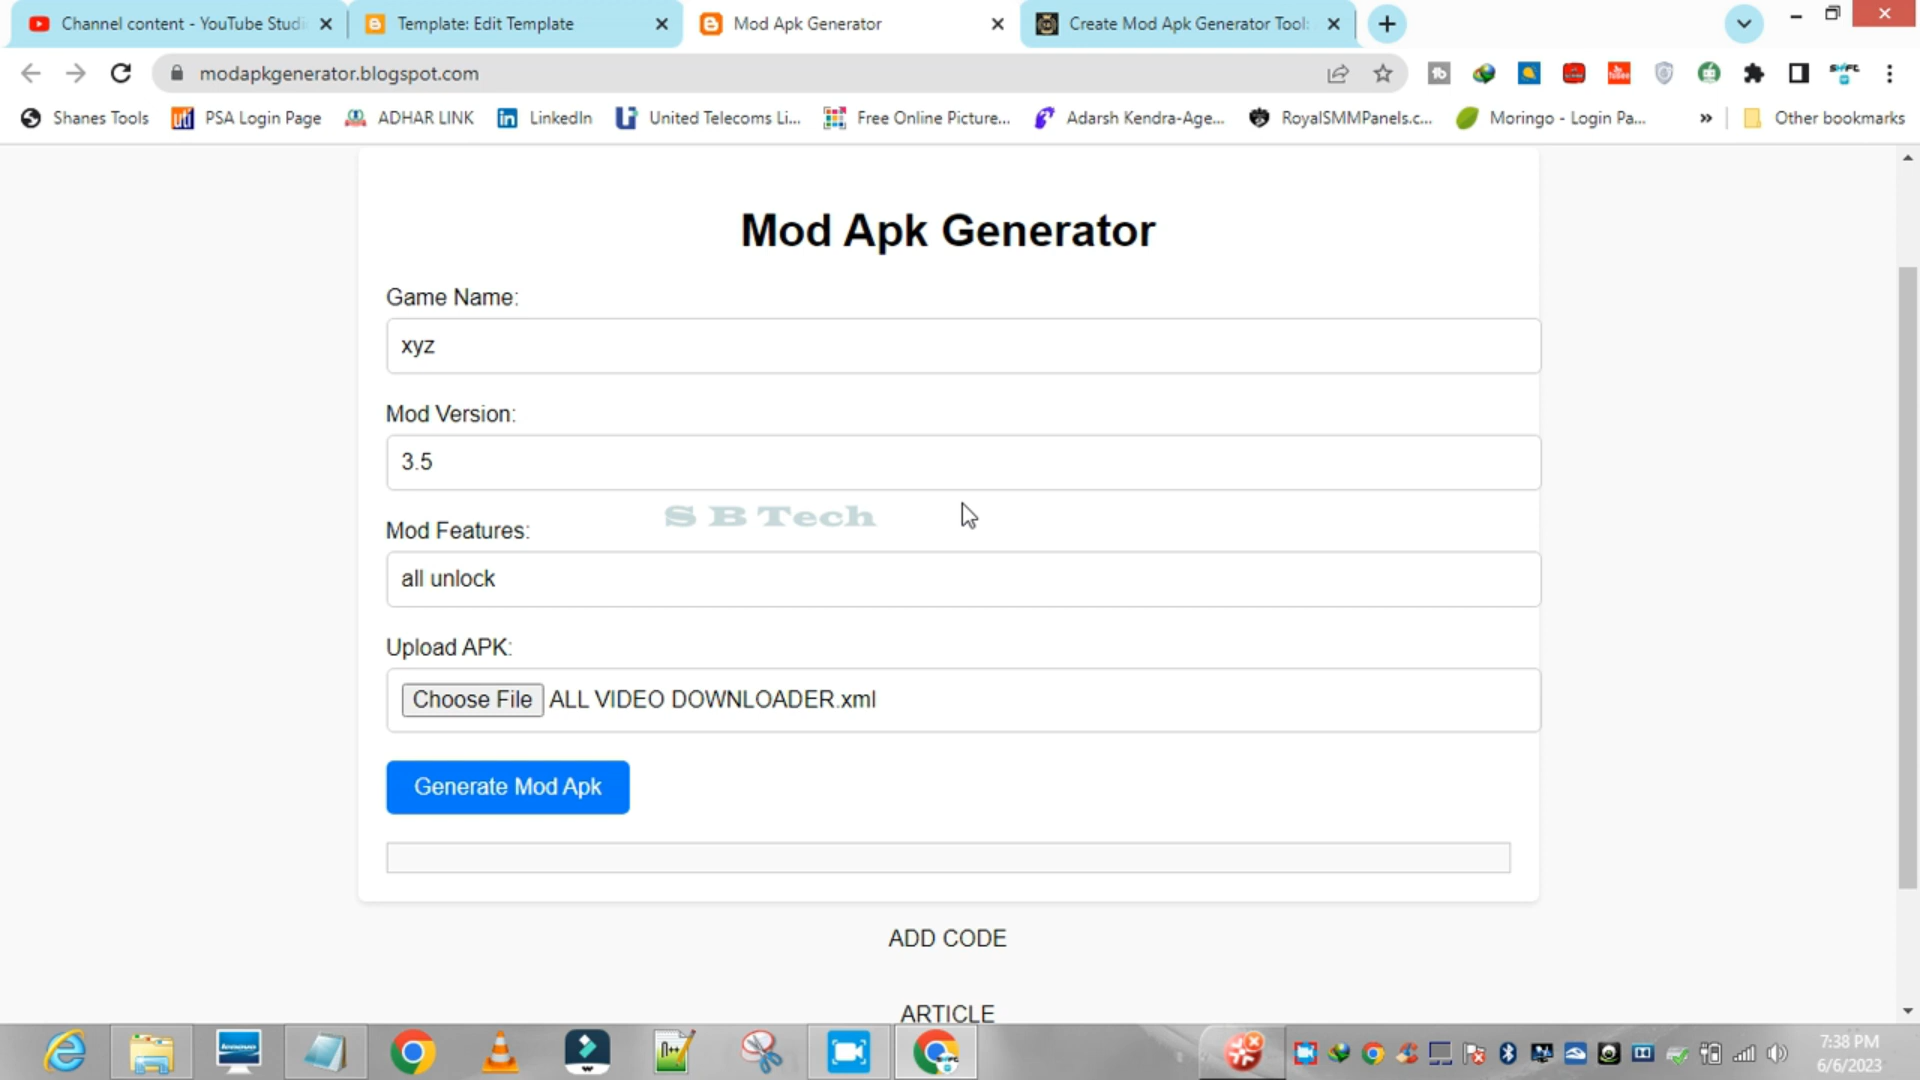 Channel content - YouTube Studi
Template: Edit Template
Mod Apk Generator
Create Mod Apk Generator Tool:
modapkgenerator.blogspot.com
Shanes Tools
PSA Login Page
ADHAR LINK
LinkedIn
United Telecoms Li...
Free Online Picture...
Adarsh Kendra-Age...
RoyalSMMPanels.c...
Moringo - Login Pa...
»
Other bookmarks
Mod Apk Generator
Game Name:
xyz
Mod Version:
3.5
S B Tech
Mod Features:
all unlock
Upload APK:
Choose File ALL VIDEO DOWNLOADER.xml
Generate Mod Apk
ADD CODE
ARTICLE
7:38 PM
6/6/2023